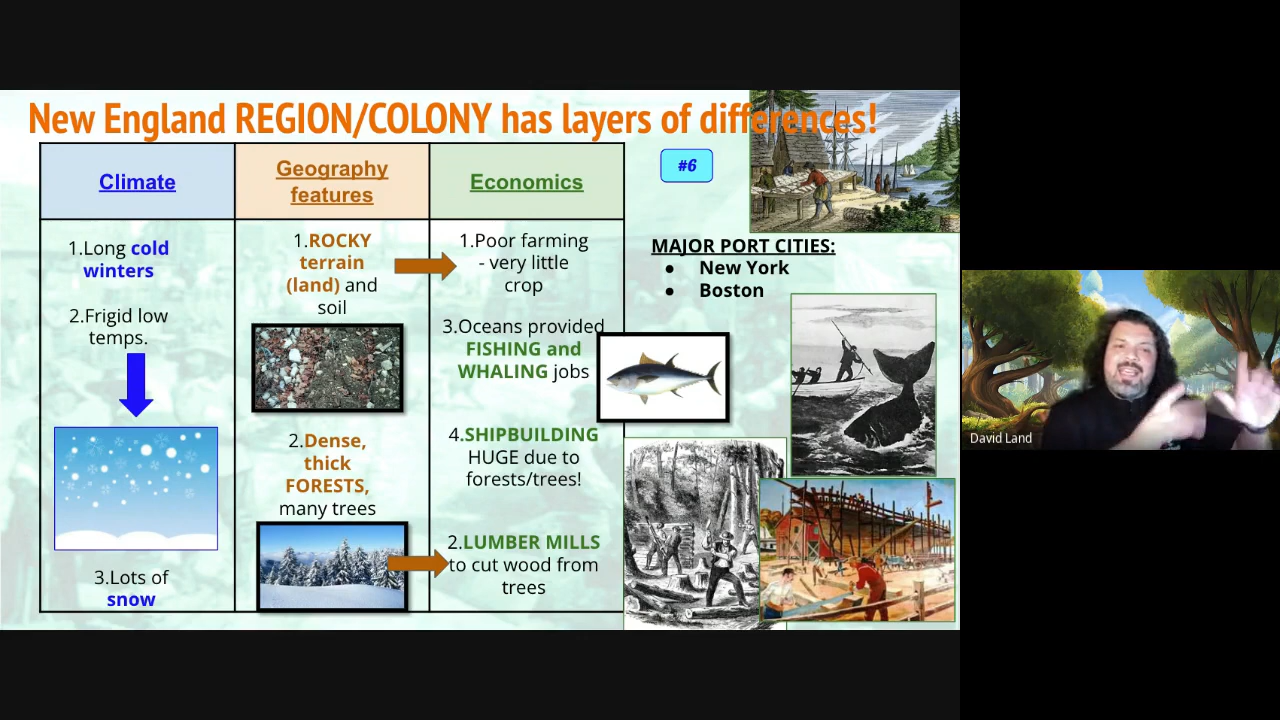 New England REGION/COLONY has layers of differences!
Climate
Geography
features
Economics
#6
1.Long cold
winters
2.Frigid low
temps.
3.Lots of
snow
1.ROCKY
terrain
(land) and
soil
2.Dense,
thick
FORESTS,
many trees
1.Poor farming
- very little
crop
3.Oceans provided
FISHING and
WHALING jobs
4.SHIPBUILDING
HUGE due to
forests/trees!
2.LUMBER MILLS
to cut wood from
trees
MAJOR PORT CITIES:
● New York
● Boston
David Land